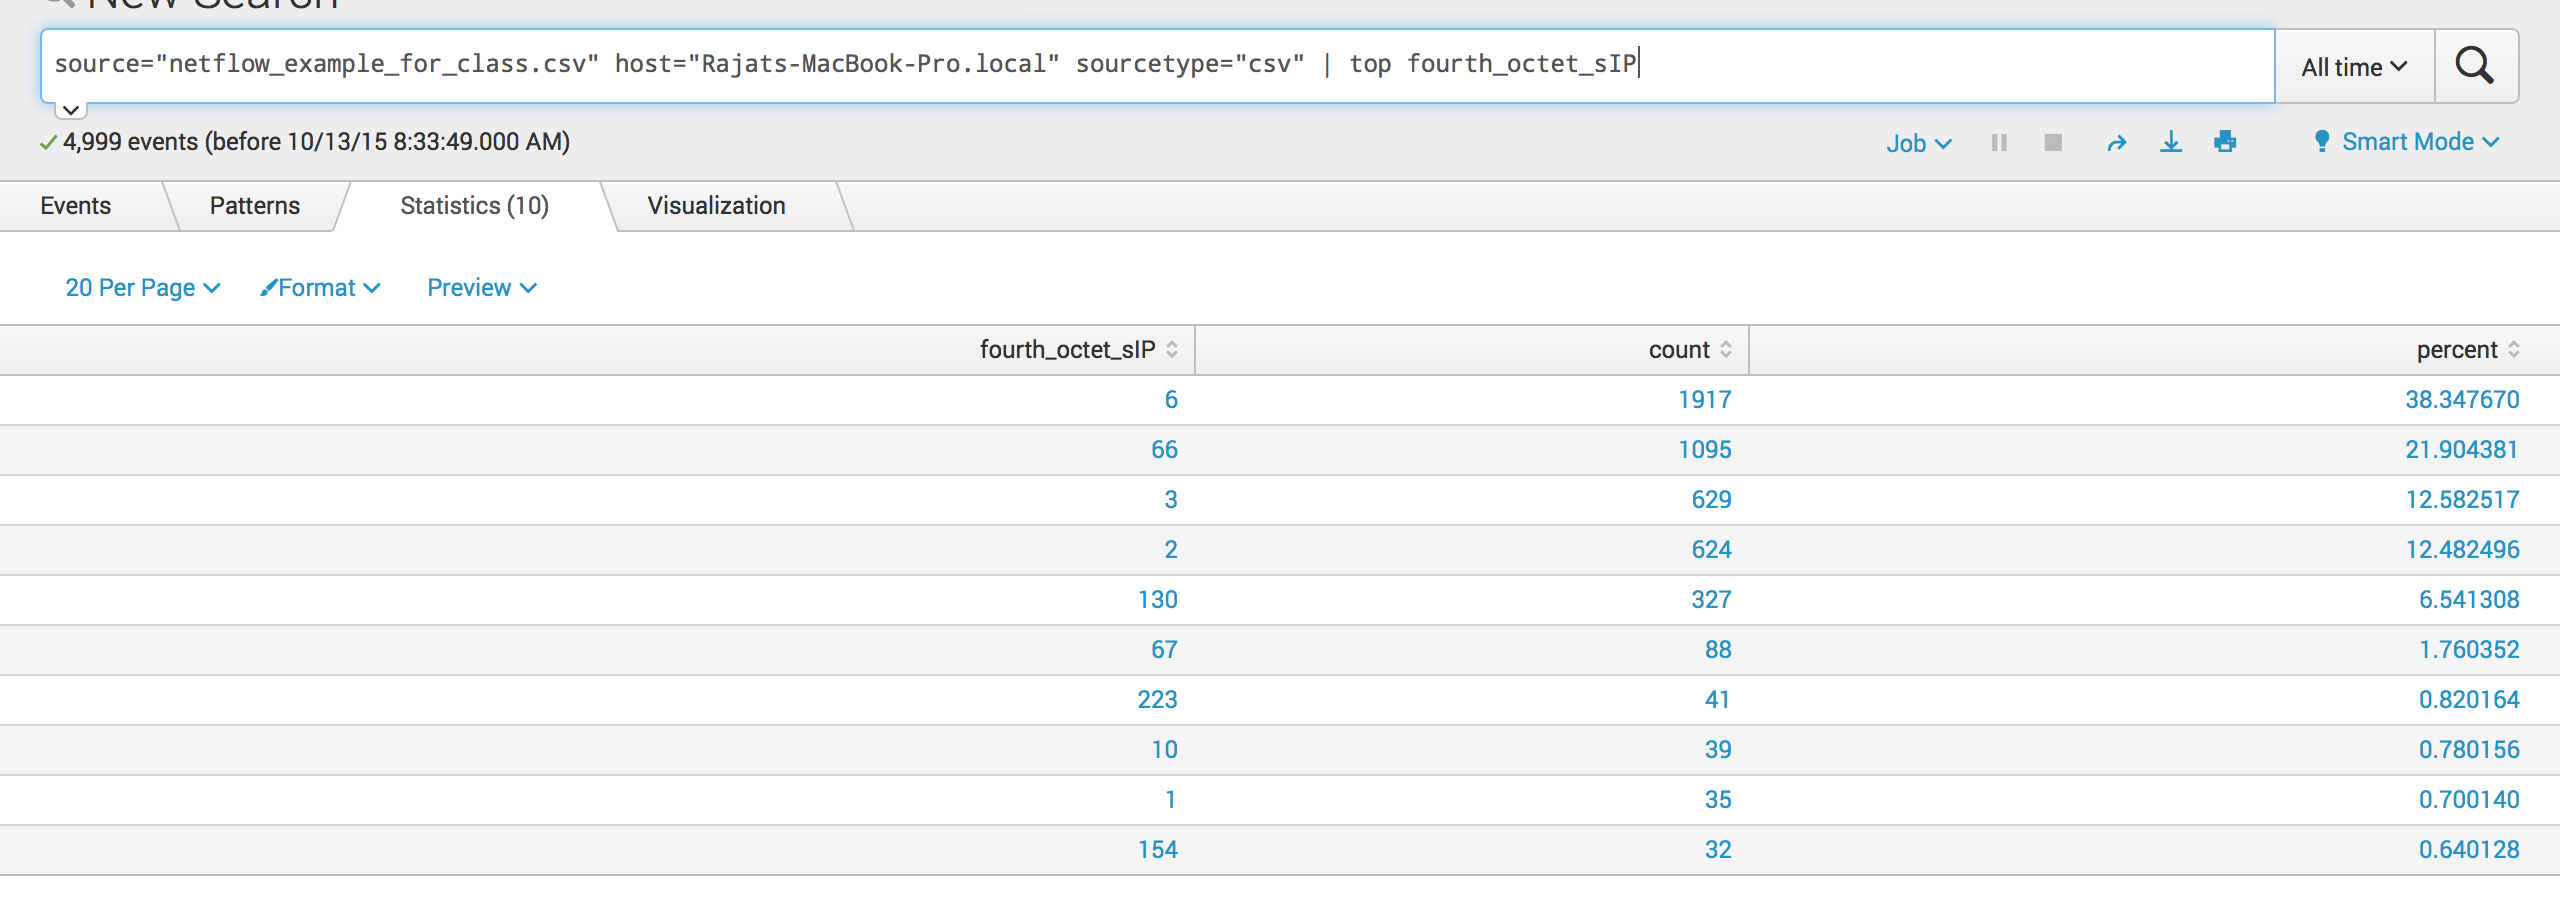 New Search
source="netflow_example_for_class.csv" host="Rajats-MacBook-Pro.local" sourcetype="csv" | top fourth_octet_sIP
All time
4,999 events (before 10/13/15 8:33:49.000 AM)
Job
Smart Mode
Events Patterns Statistics (10) Visualization
20 Per Page Format Preview
fourth_octet_sIP count percent
6 1917 38.347670
66 1095 21.904381
3 629 12.582517
2 624 12.482496
130 327 6.541308
67 88 1.760352
223 41 0.820164
10 39 0.780156
1 35 0.700140
154 32 0.640128